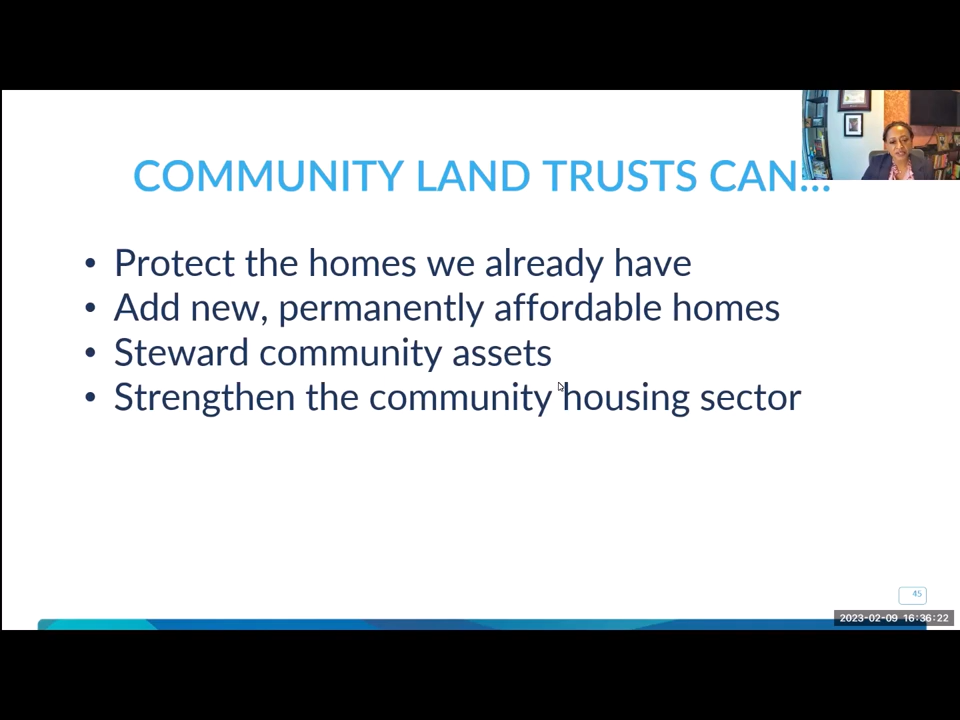 COMMUNITY LAND TRUSTS CAN...
• Protect the homes we already have
• Add new, permanently affordable homes
• Steward community assets
• Strengthen the community housing sector
45
2023-02-09 16:36:22